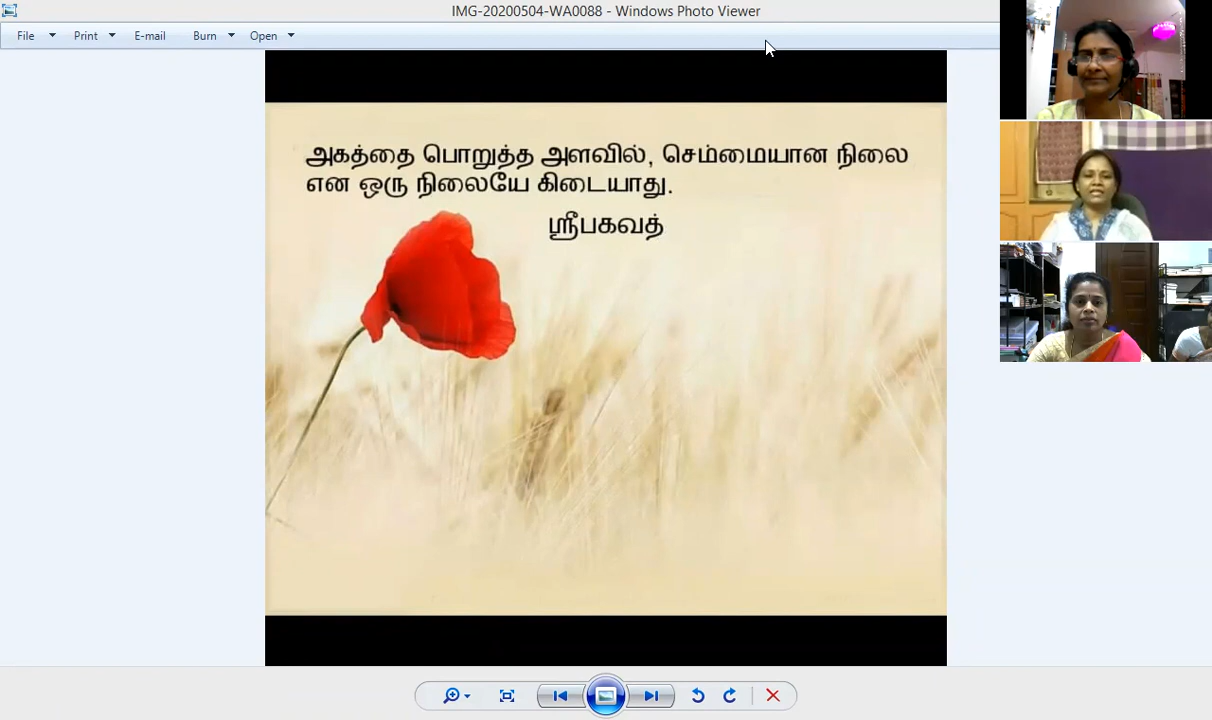 IMG-20200504-WA0088 - Windows Photo Viewer
File Print E-mail Burn Open
அகத்தை பொறுத்த அளவில், செம்மையான நிலை
என ஒரு நிலையே கிடையாது.
ஸ்ரீபகவத்